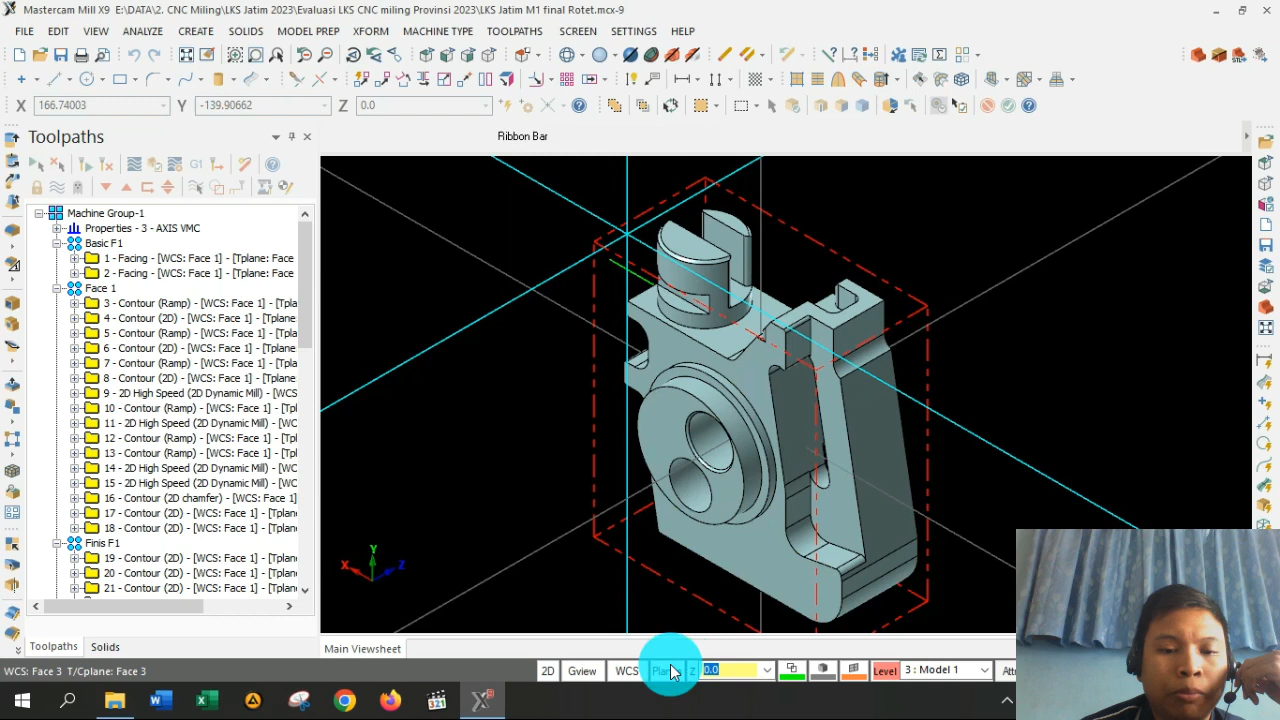 Mastercam Mill X9 E:\DATA\2. CNC Miling\LKS Jatim 2023\Evaluasi LKS CNC miling Provinsi 2023\LKS Jatim M1 final Rotet.mcx-9
FILE EDIT VIEW ANALYZE CREATE SOLIDS MODEL PREP XFORM MACHINE TYPE TOOLPATHS SCREEN SETTINGS HELP
X 166.74003 Y -139.90662 Z 0.0
Toolpaths
Ribbon Bar
G1
Machine Group-1
Properties - 3 - AXIS VMC
Basic F1
1 - Facing - [WCS: Face 1] - [Tplane: Face
2 - Facing - [WCS: Face 1] - [Tplane: Face
Face 1
3 - Contour (Ramp) - [WCS: Face 1] - [Tpla
4 - Contour (2D) - [WCS: Face 1] - [Tplane:
5 - Contour (Ramp) - [WCS: Face 1] - [Tpla
6 - Contour (2D) - [WCS: Face 1] - [Tplane:
7 - Contour (Ramp) - [WCS: Face 1] - [Tpla
8 - Contour (2D) - [WCS: Face 1] - [Tplane:
9 - 2D High Speed (2D Dynamic Mill) - [WCS
10 - Contour (Ramp) - [WCS: Face 1] - [Tpl
11 - 2D High Speed (2D Dynamic Mill) - [WC
12 - Contour (Ramp) - [WCS: Face 1] - [Tpl
13 - Contour (Ramp) - [WCS: Face 1] - [Tpl
14 - 2D High Speed (2D Dynamic Mill) - [WC
15 - 2D High Speed (2D Dynamic Mill) - [WC
16 - Contour (2D chamfer) - [WCS: Face 1]
17 - Contour (2D) - [WCS: Face 1] - [Tplane
18 - Contour (2D) - [WCS: Face 1] - [Tplane
Finis F1
19 - Contour (2D) - [WCS: Face 1] - [Tplane
20 - Contour (2D) - [WCS: Face 1] - [Tplane
21 - Contour (2D) - [WCS: Face 1] - [Tplane
Y
X Z
Toolpaths Solids
Main Viewsheet
WCS: Face 3 T/Cplane: Face 3
2D Gview WCS Z 0.0 Level 3 : Model 1
321